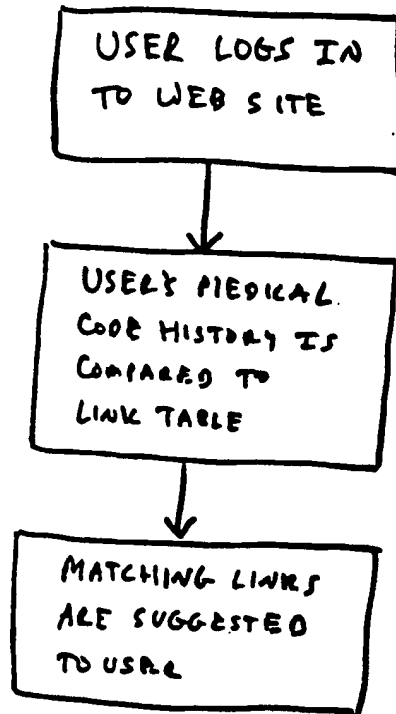 USER LOGS IN
TO WEB SITE
USER'S MEDICAL
CODE HISTORY IS
COMPARED TO
LINK TABLE
MATCHING LINKS
ARE SUGGESTED
TO USER